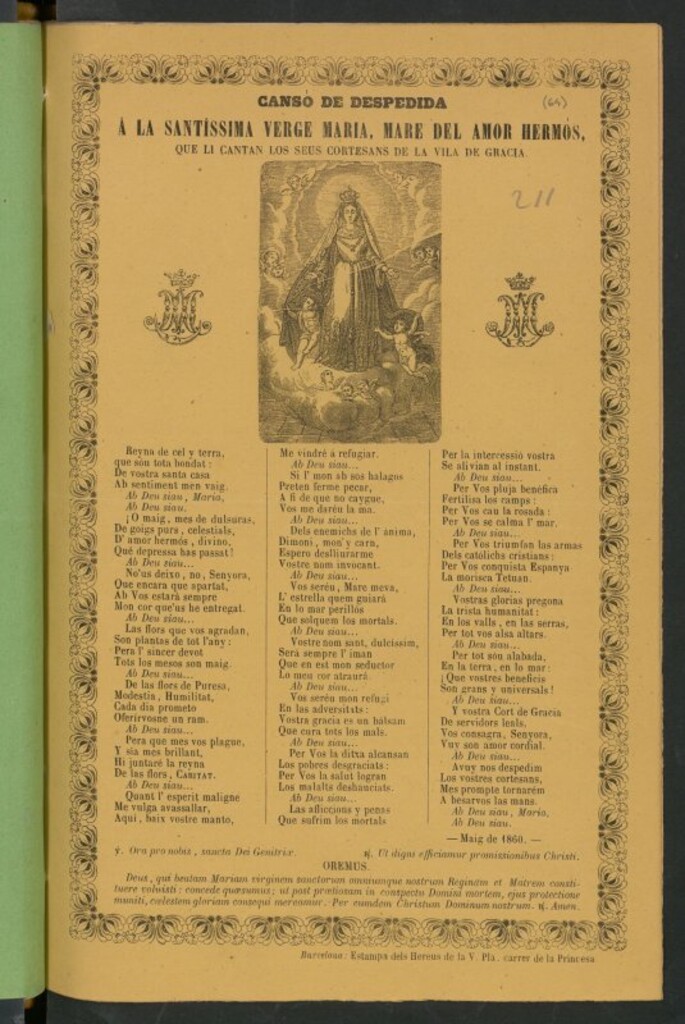 CANSÓ DE DESPEDIDA
(64)
À LA SANTÍSSIMA VERGE MARIA, MARE DEL AMOR HERMÓS,
QUE LI CANTAN LOS SEUS CORTESANS DE LA VILA DE GRACIA.
211
Reyna de cel y terra,
que sou tota bondat:
De vostra santa casa
Ab sentiment men vaig.
Ab Deu siau, Maria,
Ab Deu siau.
¡O maig, mes de dulsuras,
De goigs purs, celestials,
D' amor hermós, divino,
Qué depressa has passat!
Ab Deu siau...
No'us deixo, no, Senyora,
Que encara que apartat,
Ab Vos estará sempre
Mon cor que'us he entregat.
Ab Deu siau...
Las flors que vos agradan,
Son plantas de tot l'any:
Pera l' sincer devot
Tots los mesos son maig.
Ab Deu siau...
De las flors de Puresa,
Modestia, Humilitat,
Cada dia prometo
Oferirvosne un ram.
Ab Deu siau...
Pera que mes vos plague,
Y sia mes brillant,
Hi juntaré la reyna
De las flors, CARITAT.
Ab Deu siau...
Quant l' esperit maligne
Me vulga avassallar,
Aquí, baix vostre manto,
Me vindré á refugiar.
Ab Deu siau...
Si l' mon ab sos halagos
Preten ferme pecar,
A fi de que no caygue,
Vos me daréu la ma.
Ab Deu siau...
Dels enemichs de l' ánima,
Dimoni, mon y carn,
Espero deslliurarme
Vostre nom invocant.
Ab Deu siau...
Vos seréu, Mare meva,
L' estrella quem guiará
En lo mar perillós
Que solquem los mortals.
Ab Deu siau...
Vostre nom sant, dulcissim,
Será sempre l' iman
Que en est mon seductor
Lo meu cor atraurá.
Ab Deu siau...
Vos seréu mon refugi
En las adversitats:
Vostra gracia es un bálsam
Que cura tots los mals.
Ab Deu siau...
Per Vos la ditxa alcansan
Los pobres desgraciats:
Per Vos la salut logran
Los malalts deshauciats.
Ab Deu siau...
Las afliccions y penas
Que sufrim los mortals
Per la intercessió vostra
Se alivian al instant.
Ab Deu siau...
Per Vos pluja benéfica
Fertilisa los camps:
Per Vos cau la rosada:
Per Vos se calma l' mar.
Ab Deu siau...
Per Vos triumfan las armas
Dels católichs cristians:
Per Vos conquista Espanya
La morisca Tetuan.
Ab Deu siau...
Vostras glorias pregona
La trista humanitat:
En los valls, en las serras,
Per tot vos alsa altars.
Ab Deu siau...
Per tot sóu alabada,
En la terra, en lo mar:
¡Que vostres beneficis
Son grans y universals!
Ab Deu siau...
Y vostra Cort de Gracia
De servidors leals,
Vos consagra, Senyora,
Vuy son amor cordial.
Ab Deu siau...
Avuy nos despedim
Los vostres cortesans,
Mes prompte tornarém
A besarvos las mans.
Ab Deu siau, Maria,
Ab Deu siau.
— Maig de 1860. —
℣. Ora pro nobis, sancta Dei Genitrix.
℟. Ut digni efficiamur promissionibus Christi.
OREMUS.
Deus, qui beatam Mariam virginem sanctorum omniumque nostrum Reginam et Matrem consti-
tuere voluisti: concede quæsumus; ut post prætiosam in conspectu Domini mortem, ejus protectione
muniti, cœlestem gloriam consequi mereamur. Per eumdem Christum Dominum nostrum. ℟. Amen.
Barcelona: Estampa dels Hereus de la V. Pla, carrer de la Princesa